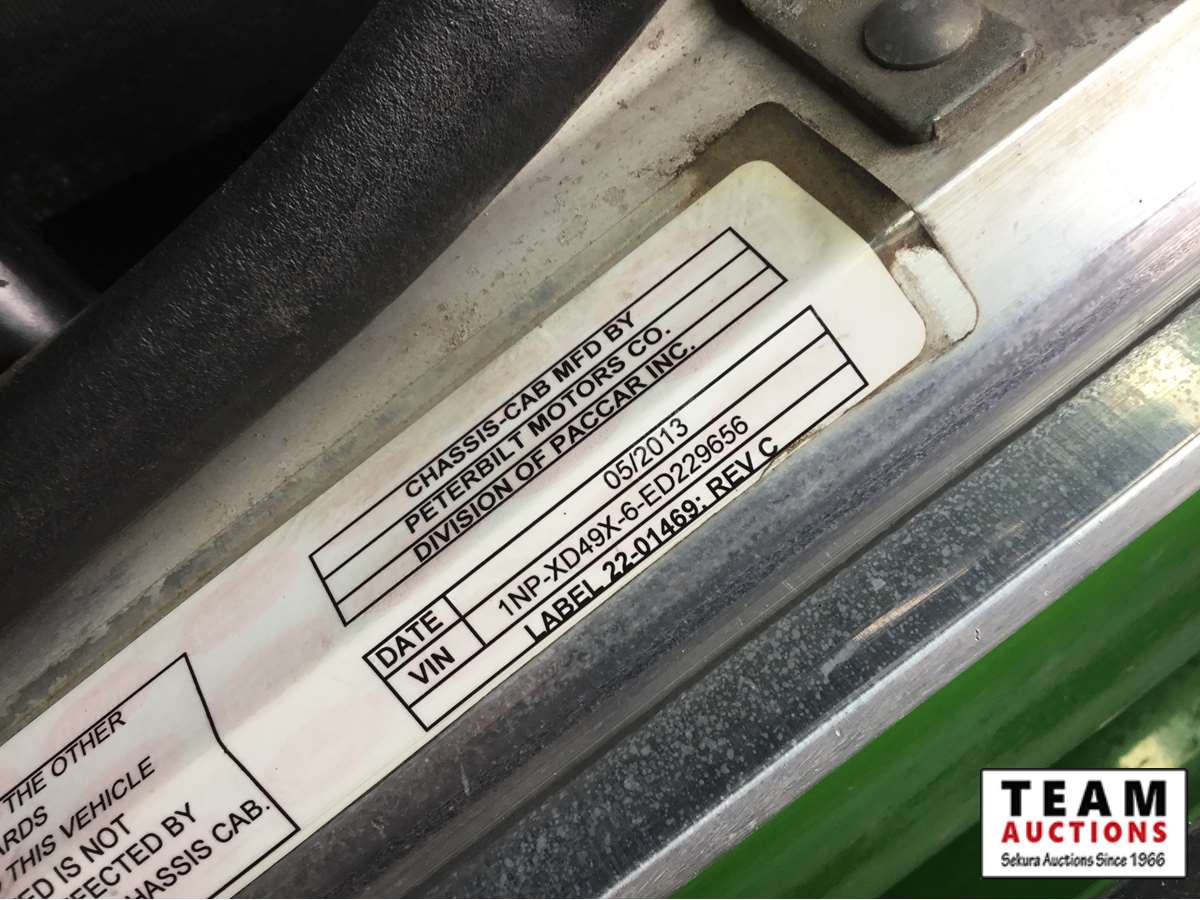 CHASSIS-CAB MFD BY
PETERBILT MOTORS CO.
DIVISION OF PACCAR INC.
DATE 05/2013
VIN 1NP-XD49X-6-ED229656
LABEL 22-01469: REV C
THE OTHER
ARDS
THIS VEHICLE
ED IS NOT
FFECTED BY
CHASSIS CAB.
TEAM
AUCTIONS
Sekura Auctions Since 1966